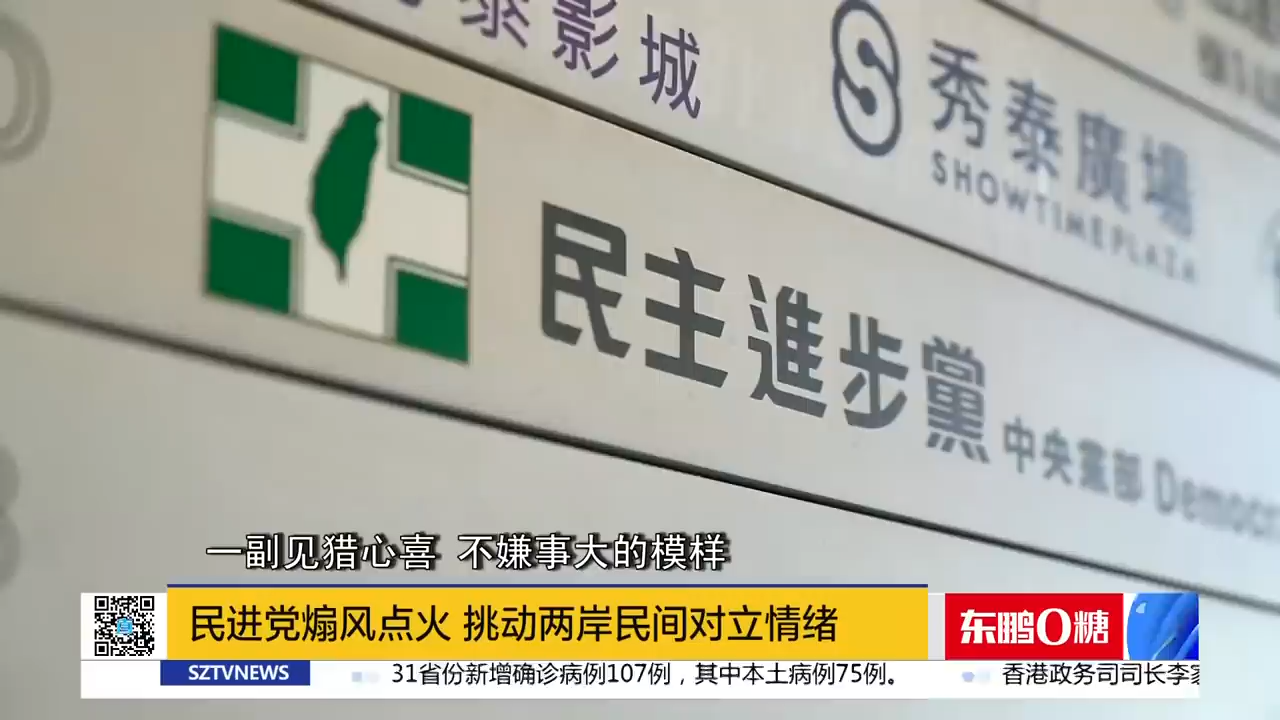 泰影城
秀泰廣場
SHOWTIMEPLAZA
民主進步黨
中央黨部 Democr
一副见猎心喜 不嫌事大的模样
民进党煽风点火 挑动两岸民间对立情绪
东鹏0糖
SZTVNEWS
31省份新增确诊病例107例，其中本土病例75例。
香港政务司司长李家